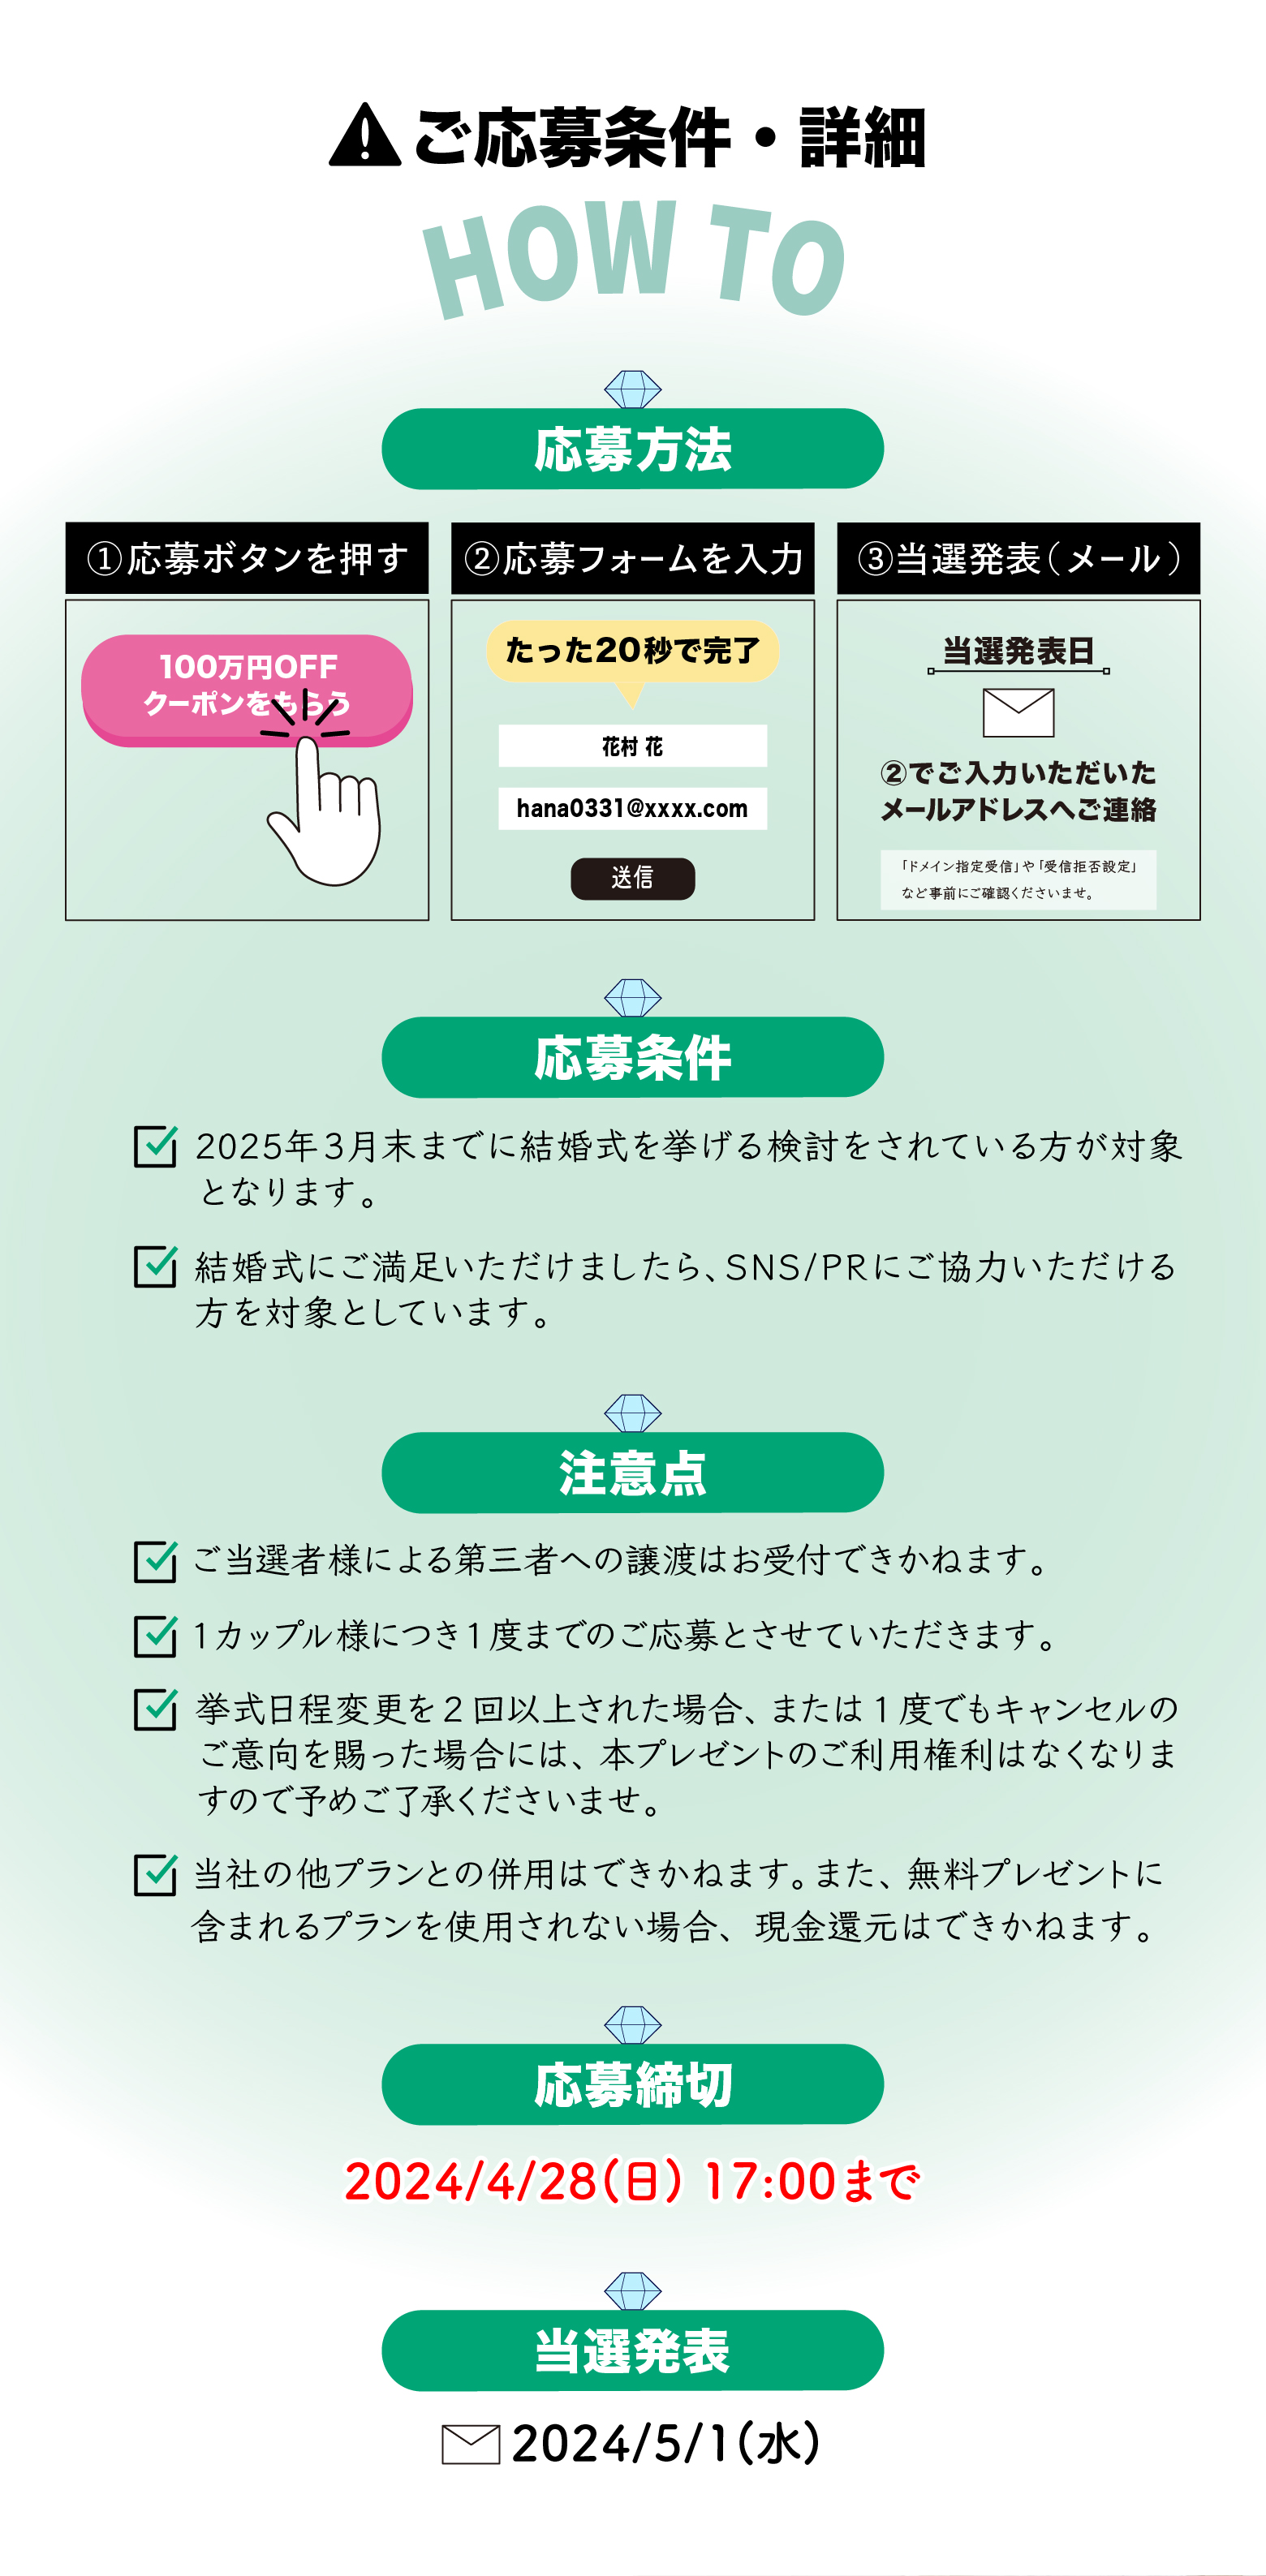 ご応募条件・詳細
HOW TO
応募方法
①応募ボタンを押す
100万円OFF
クーポンをもらう
②応募フォームを入力
たった20秒で完了
花村 花
hana0331@xxxx.com
送信
③当選発表(メール)
当選発表日
②でご入力いただいた
メールアドレスへご連絡
「ドメイン指定受信」や「受信拒否設定」
など事前にご確認くださいませ。
応募条件
2025年3月末までに結婚式を挙げる検討をされている方が対象
となります。
結婚式にご満足いただけましたら、SNS/PRにご協力いただける
方を対象としています。
注意点
ご当選者様による第三者への譲渡はお受付できかねます。
1カップル様につき1度までのご応募とさせていただきます。
挙式日程変更を2回以上された場合、または1度でもキャンセルの
ご意向を賜った場合には、本プレゼントのご利用権利はなくなりま
すので予めご了承くださいませ。
当社の他プランとの併用はできかねます。また、無料プレゼントに
含まれるプランを使用されない場合、現金還元はできかねます。
応募締切
2024/4/28(日) 17:00まで
当選発表
2024/5/1(水)